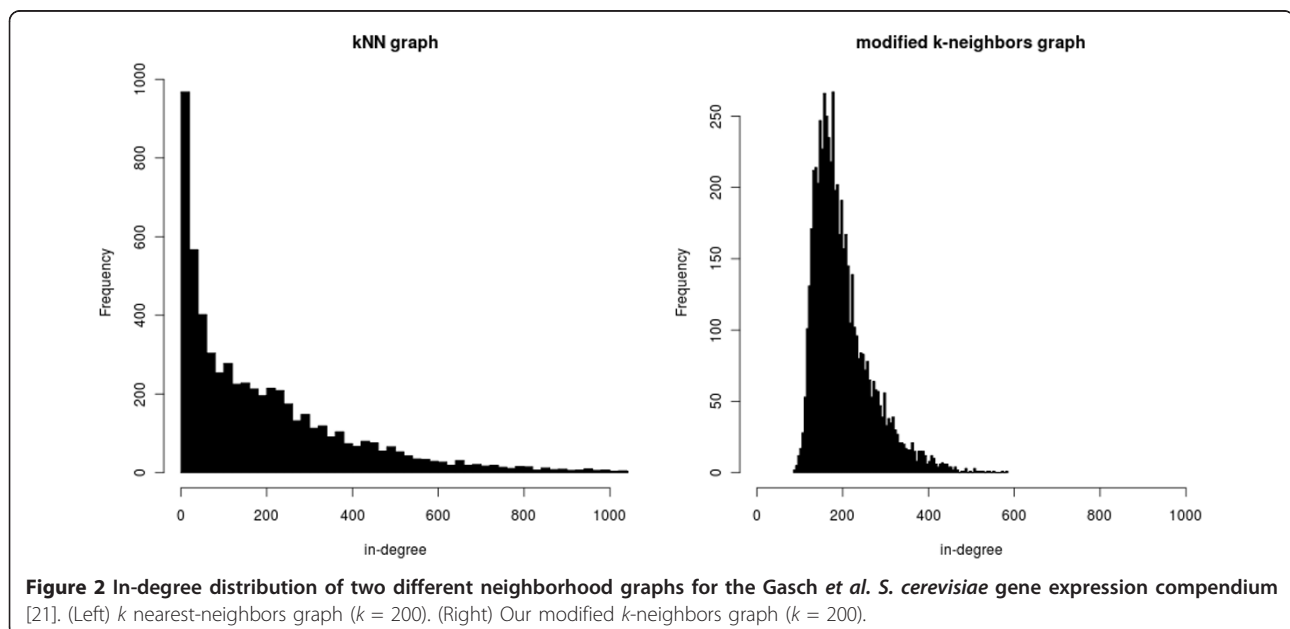 kNN graph
1000
800
600
400
200
0
Frequency
0 200 400 600 800 1000
in-degree
modified k-neighbors graph
250
200
150
100
50
0
Frequency
0 200 400 600 800 1000
in-degree
Figure 2 In-degree distribution of two different neighborhood graphs for the Gasch et al. S. cerevisiae gene expression compendium
[21]. (Left) k nearest-neighbors graph (k = 200). (Right) Our modified k-neighbors graph (k = 200).